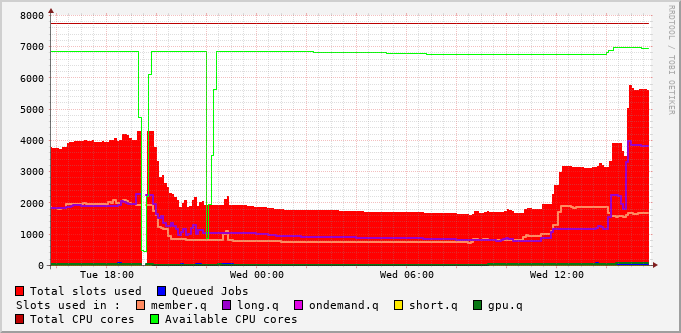 8000
7000
6000
5000
4000
3000
2000
1000
0
Tue 18:00 Wed 00:00 Wed 06:00 Wed 12:00
RRDTOOL / TOBI OETIKER
Total slots used Queued Jobs
Slots used in : member.q long.q ondemand.q short.q gpu.q
Total CPU cores Available CPU cores